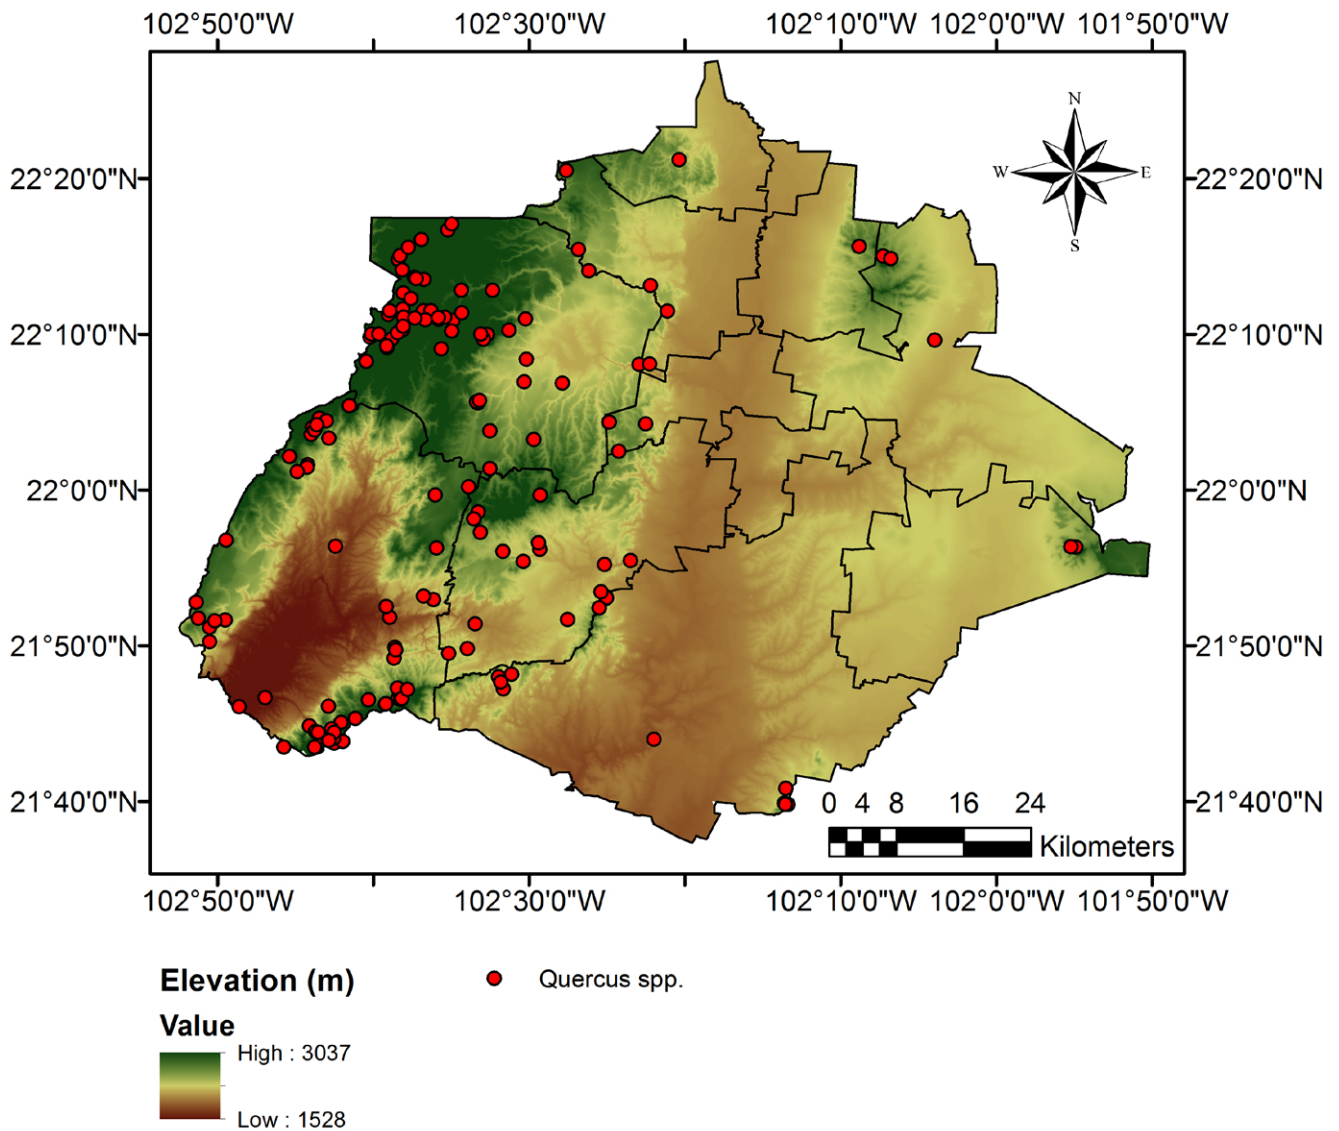 102°50'0"W 102°30'0"W 102°10'0"W 102°0'0"W 101°50'0"W
N
W E
S
22°20'0"N 22°20'0"N
22°10'0"N 22°10'0"N
22°0'0"N 22°0'0"N
21°50'0"N 21°50'0"N
21°40'0"N 21°40'0"N
0 4 8 16 24
Kilometers
102°50'0"W 102°30'0"W 102°10'0"W 102°0'0"W 101°50'0"W
Elevation (m) Quercus spp.
Value
High : 3037
Low : 1528